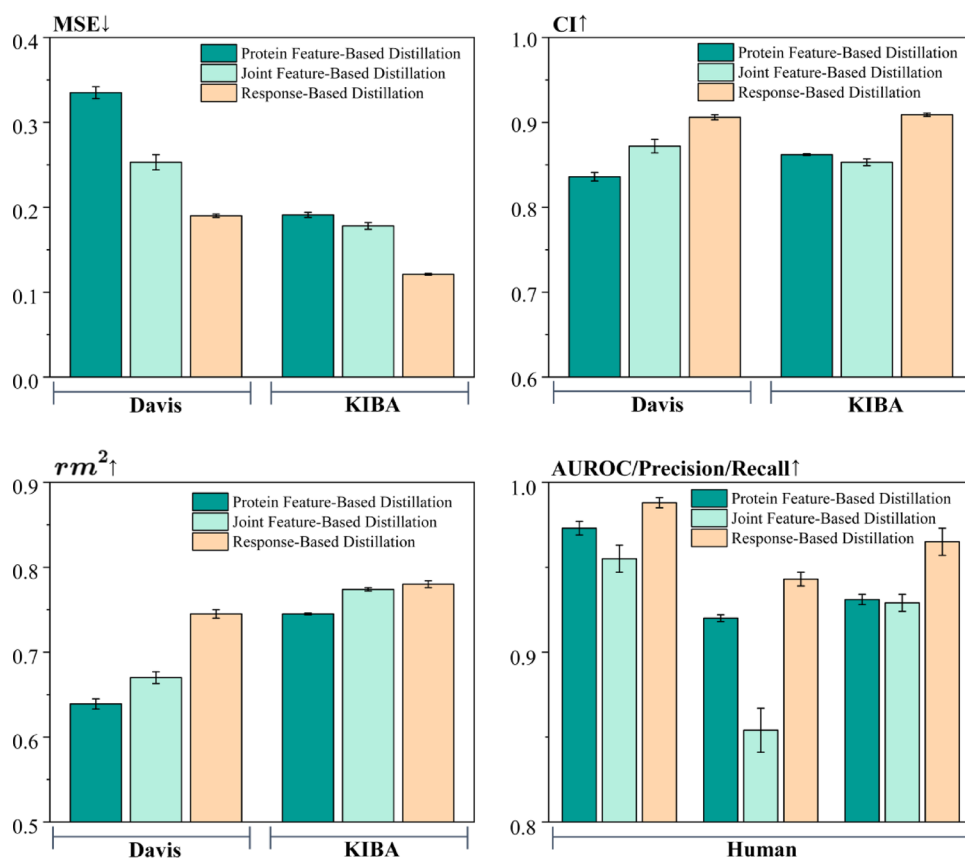 MSE↓
0.4
0.3
0.2
0.1
0.0
Protein Feature-Based Distillation
Joint Feature-Based Distillation
Response-Based Distillation
Davis
KIBA
CI↑
1.0
0.9
0.8
0.7
0.6
Protein Feature-Based Distillation
Joint Feature-Based Distillation
Response-Based Distillation
Davis
KIBA
rm²↑
0.9
0.8
0.7
0.6
0.5
Protein Feature-Based Distillation
Joint Feature-Based Distillation
Response-Based Distillation
Davis
KIBA
AUROC/Precision/Recall↑
1.0
0.9
0.8
Protein Feature-Based Distillation
Joint Feature-Based Distillation
Response-Based Distillation
Human